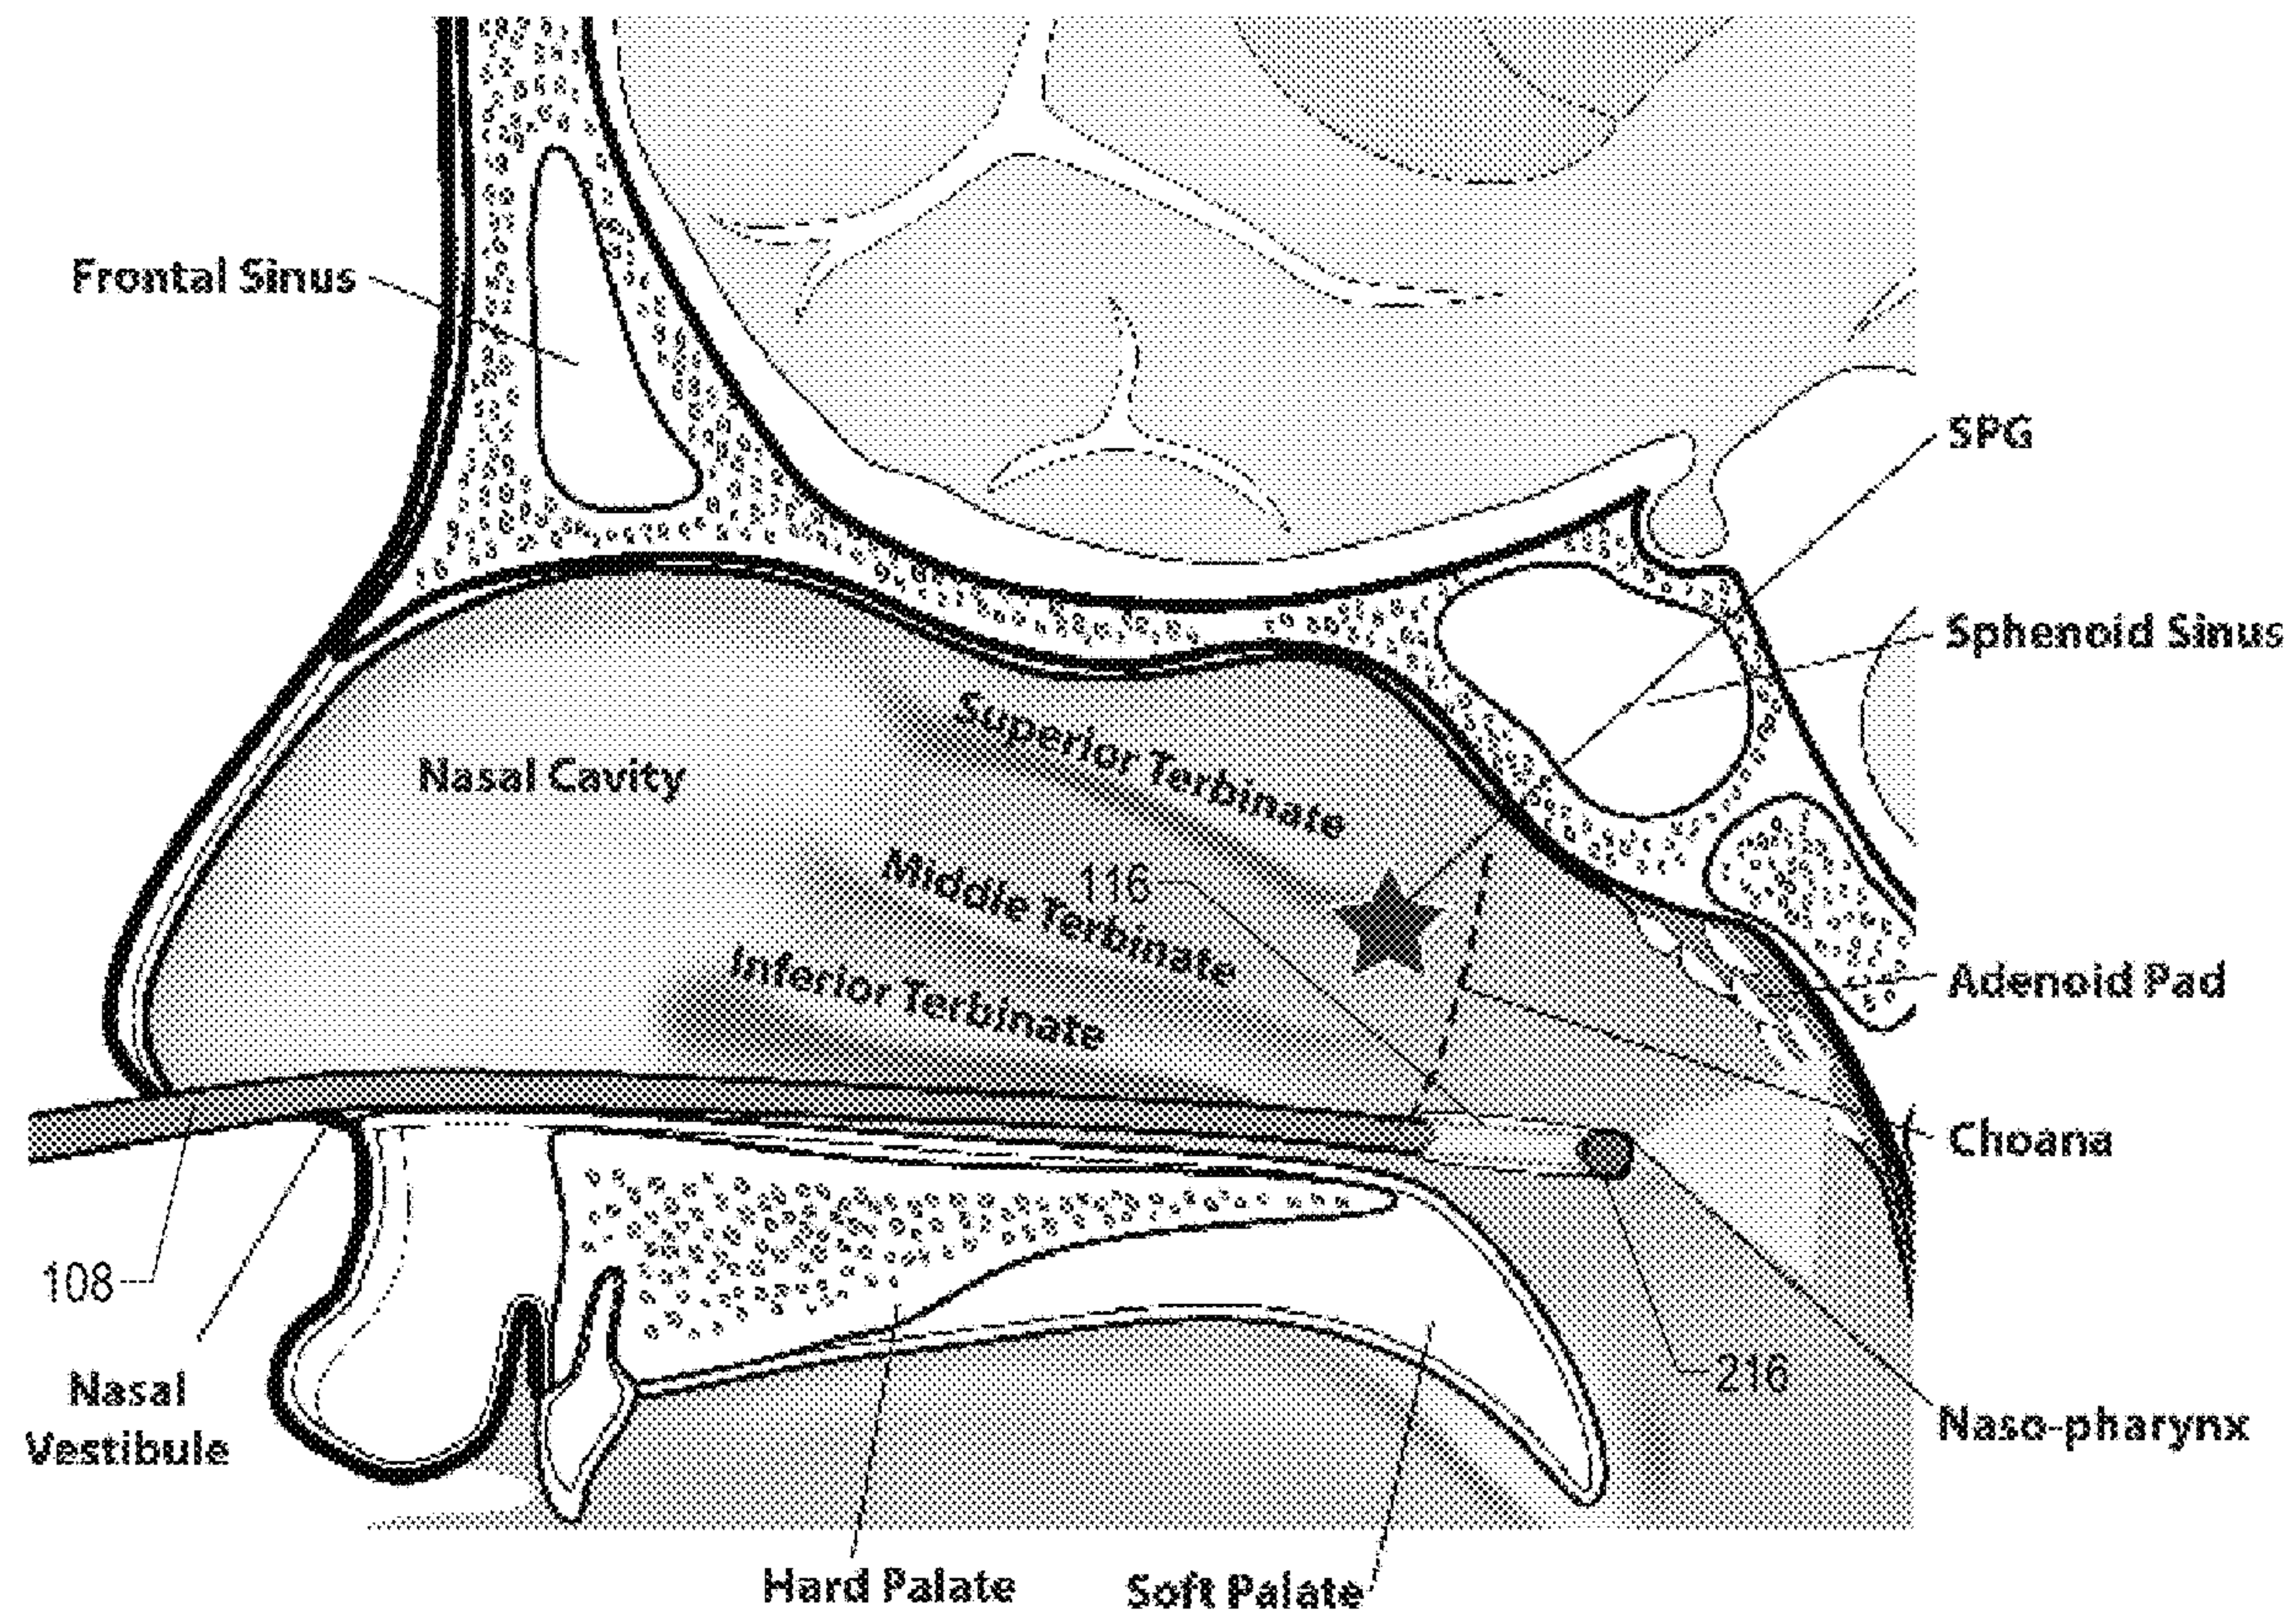 Frontal Sinus
SPG
Sphenoid Sinus
Superior Terbinate
Nasal Cavity
Middle Terbinate
116
Inferior Terbinate
Adenoid Pad
Choana
108
Nasal
Vestibule
216
Naso-pharynx
Hard Palate
Soft Palate